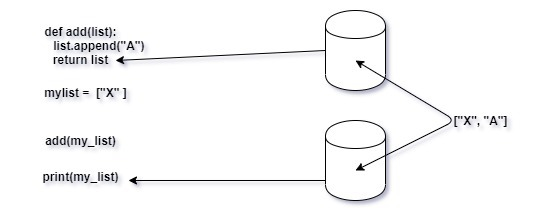 def add(list):
list.append("A")
return list
mylist = ["X" ]
["X", "A"]
add(my_list)
print(my_list)